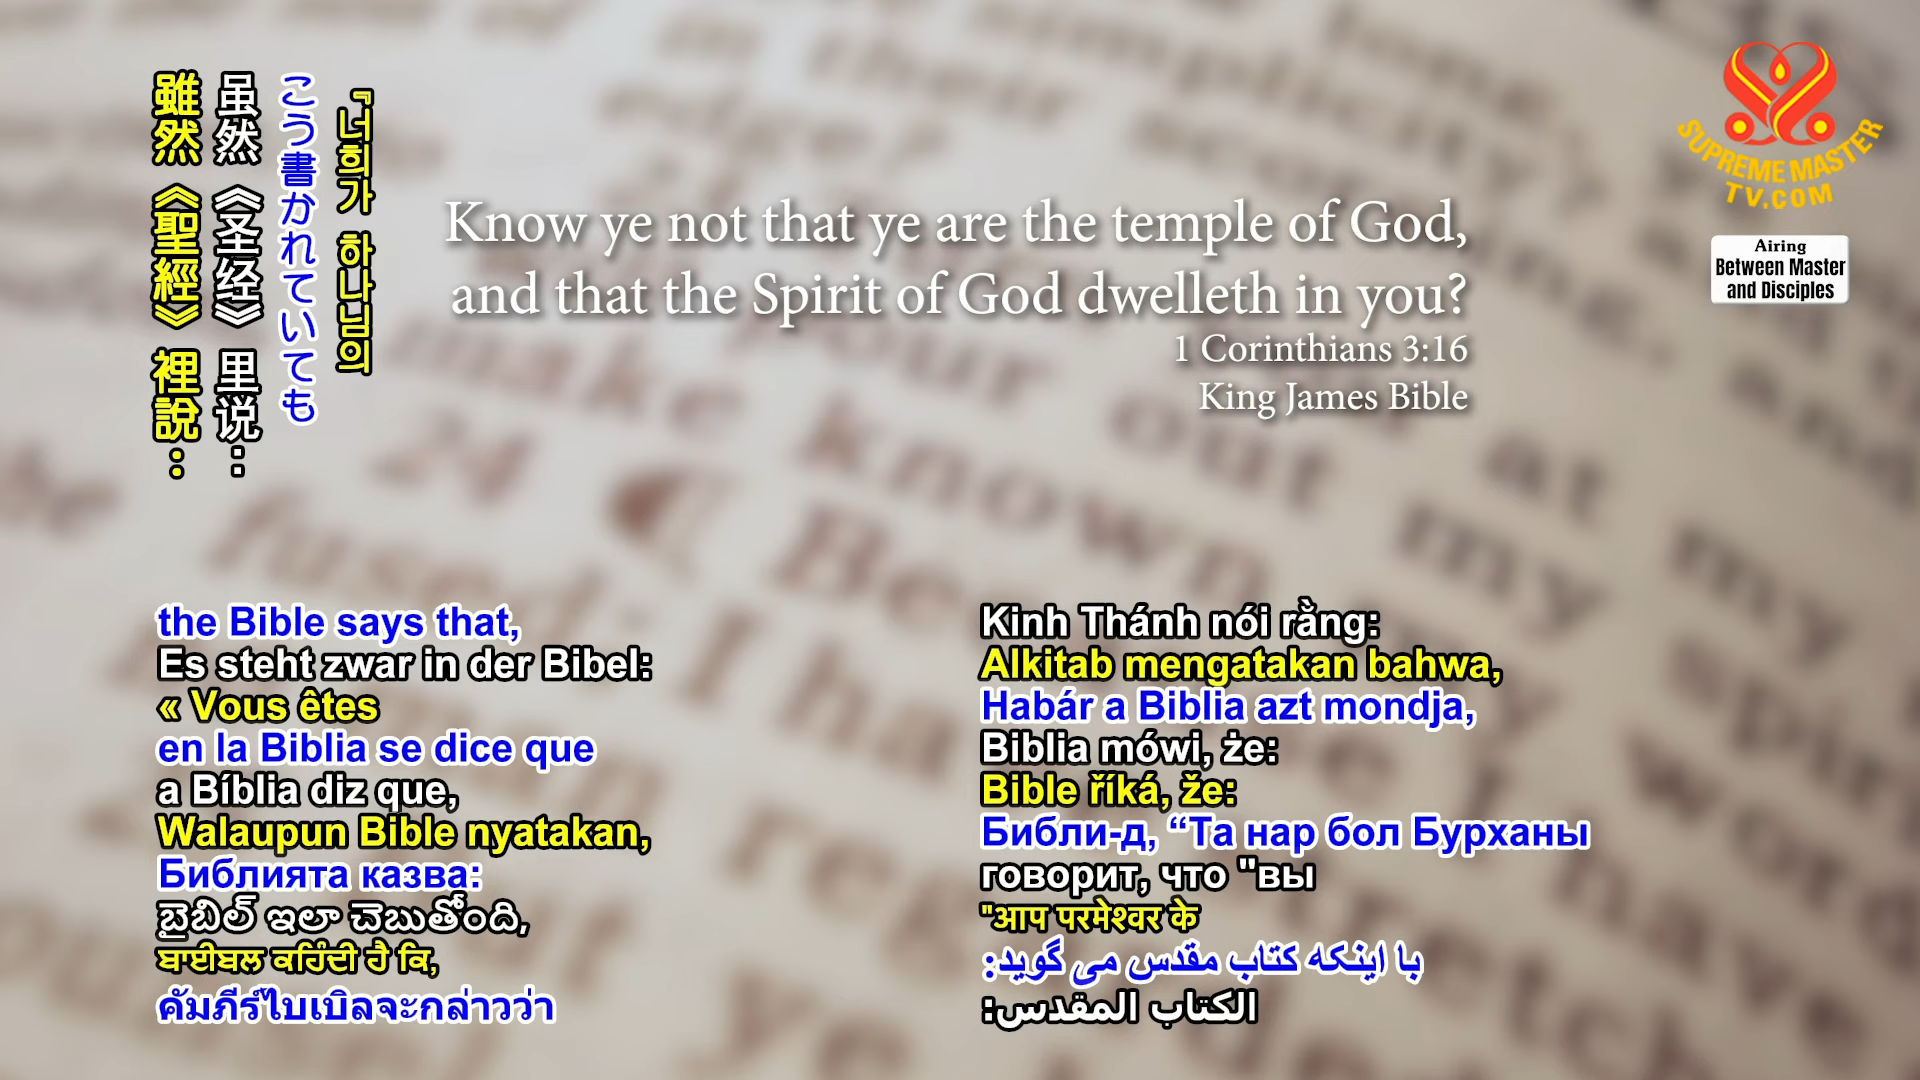 雖然《聖經》裡說：
虽然《圣经》里说：
こう書かれていても
『너희가 하나님의
Know ye not that ye are the temple of God,
and that the Spirit of God dwelleth in you?
1 Corinthians 3:16
King James Bible
SUPREME MASTER
TV.COM
Airing
Between Master
and Disciples
the Bible says that,
Es steht zwar in der Bibel:
« Vous êtes
en la Biblia se dice que
a Bíblia diz que,
Walaupun Bible nyatakan,
Библията казва:
బైబిల్ ఇలా చెబుతోంది,
ਬਾਈਬਲ ਕਹਿੰਦੀ ਹੈ ਕਿ,
คัมภีร์ไบเบิลจะกล่าวว่า
Kinh Thánh nói rằng:
Alkitab mengatakan bahwa,
Habár a Biblia azt mondja,
Biblia mówi, że:
Bible říká, že:
Библи-д, “Та нар бол Бурханы
говорит, что "вы
"आप परमेश्वर के
با اینکه کتاب مقدس می گوید:
الكتاب المقدس: